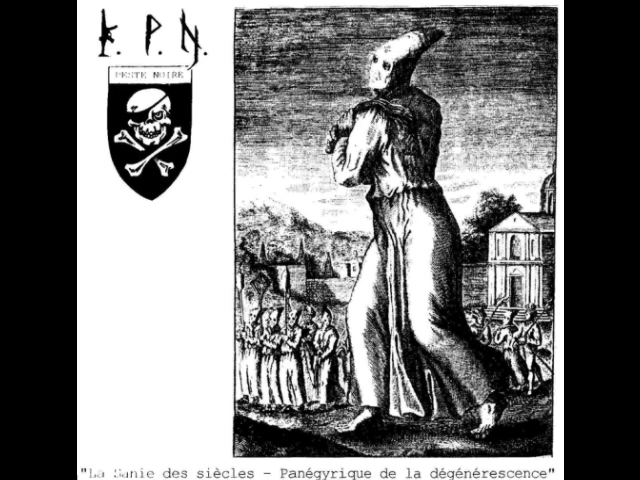 K. P. N.
PESTE NOIRE
"La Sanie des siècles - Panégyrique de la dégénérescence"